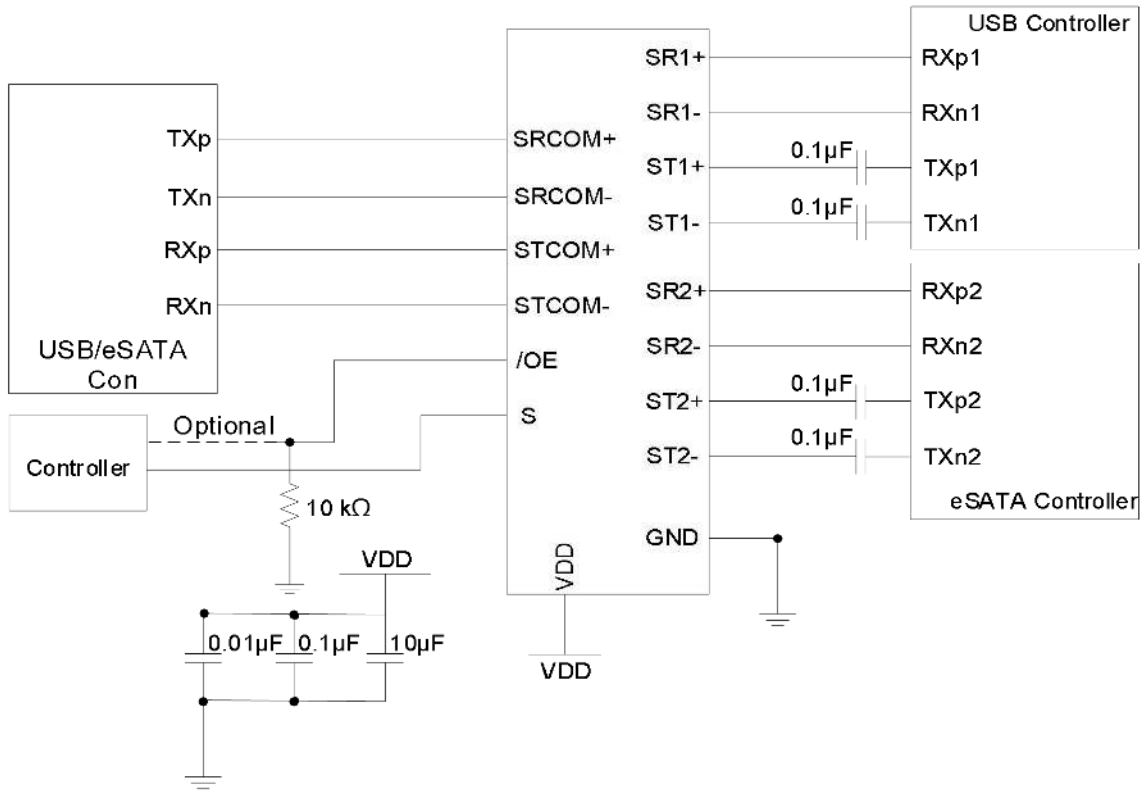 USB/eSATA
Con
TXp
TXn
RXp
RXn
Controller
Optional
10 kΩ
VDD
0.01µF
0.1µF
10µF
SRCOM+
SRCOM-
STCOM+
STCOM-
/OE
S
VDD
VDD
SR1+
SR1-
ST1+
ST1-
SR2+
SR2-
ST2+
ST2-
GND
0.1µF
0.1µF
0.1µF
0.1µF
USB Controller
RXp1
RXn1
TXp1
TXn1
RXp2
RXn2
TXp2
TXn2
eSATA Controller